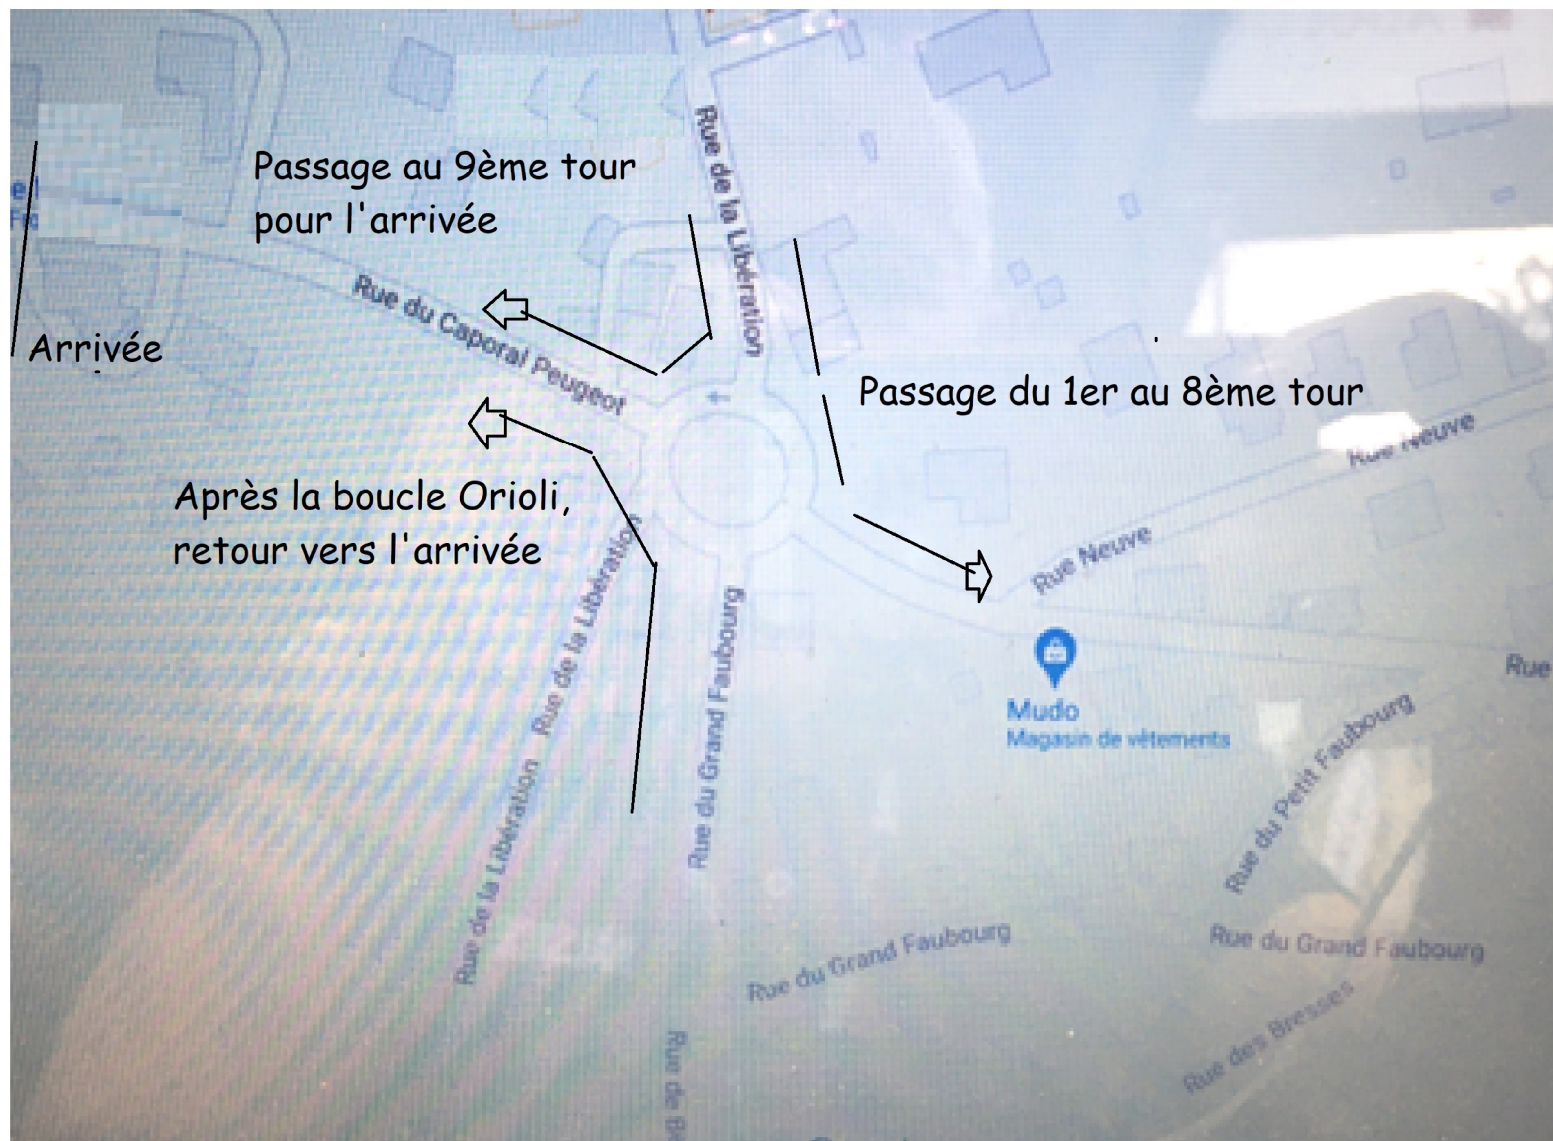 Rue de la Libération
Passage au 9ème tour
pour l'arrivée
Rue du Caporal Peugeot
Arrivée
Passage du 1er au 8ème tour
Rue Neuve
Après la boucle Orioli,
retour vers l'arrivée
Rue Neuve
Rue de la Libération
Rue du Grand Faubourg
Mudo
Magasin de vêtements
Rue
Rue du Petit Faubourg
Rue de la Libération
Rue du Grand Faubourg
Rue du Grand Faubourg
Rue des Bresses
Rue de